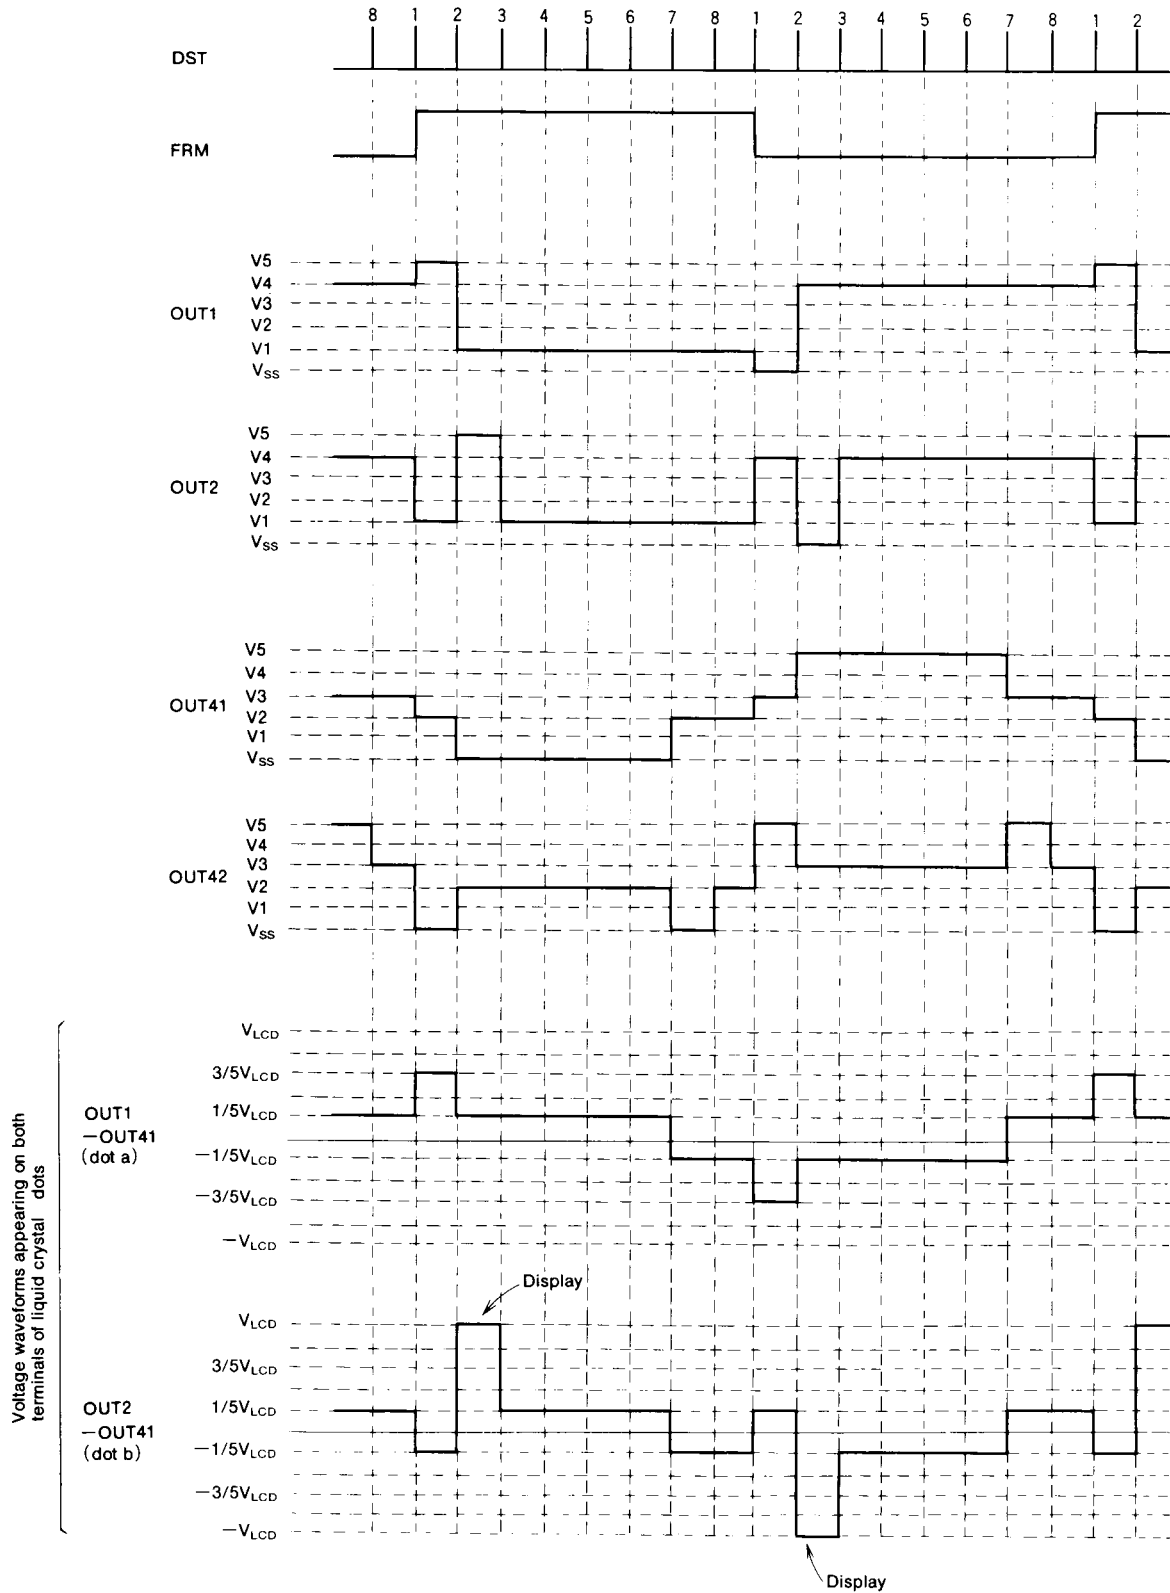 8 1 2 3 4 5 6 7 8 1 2 3 4 5 6 7 8 1 2
DST
FRM
V5
V4
V3
OUT1
V2
V1
VSS
V5
V4
V3
OUT2
V2
V1
VSS
V5
V4
V3
OUT41
V2
V1
VSS
V5
V4
V3
OUT42
V2
V1
VSS
Voltage waveforms appearing on both
terminals of liquid crystal dots
VLCD
3/5VLCD
1/5VLCD
OUT1
−OUT41
(dot a)
−1/5VLCD
−3/5VLCD
−VLCD
Display
VLCD
3/5VLCD
1/5VLCD
OUT2
−OUT41
(dot b)
−1/5VLCD
−3/5VLCD
−VLCD
Display